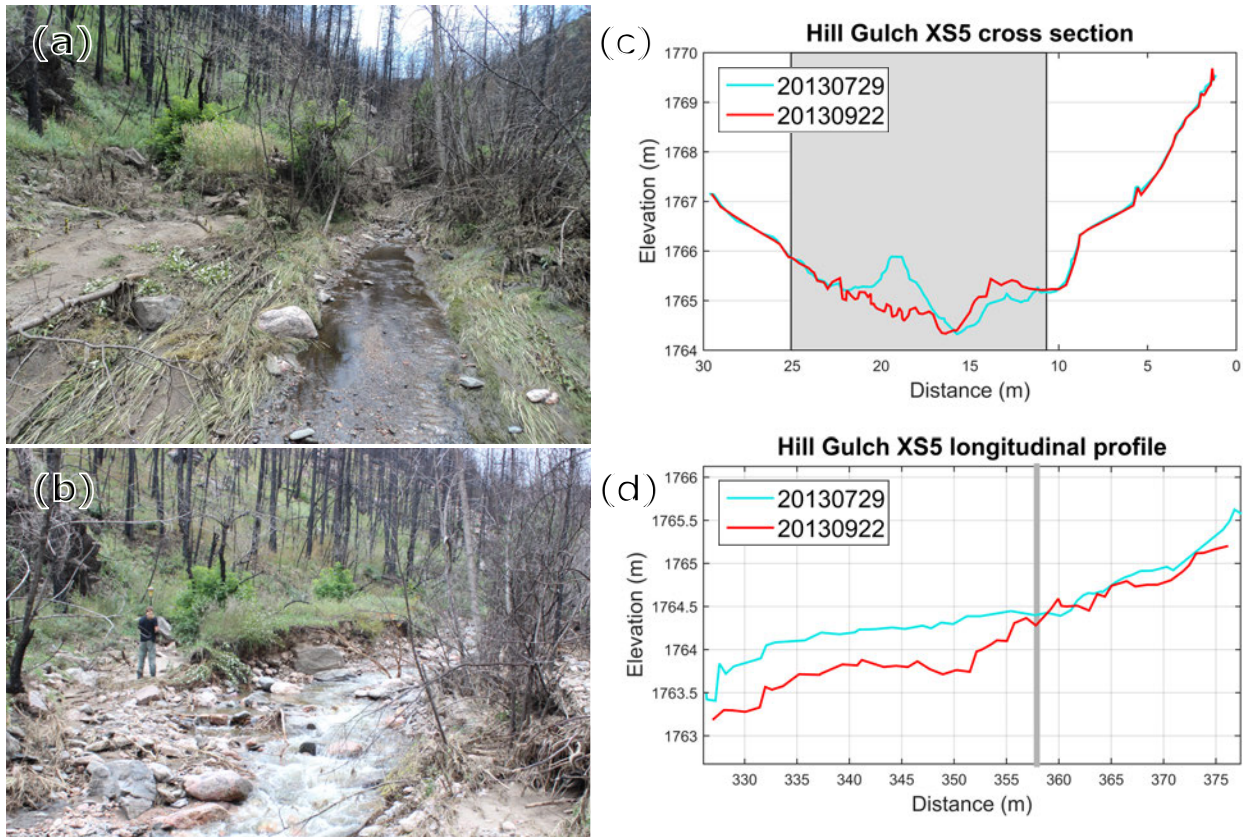 (a)
(b)
(c)
Hill Gulch XS5 cross section
20130729
20130922
Elevation (m)
1770
1769
1768
1767
1766
1765
1764
30 25 20 15 10 5 0
Distance (m)
(d)
Hill Gulch XS5 longitudinal profile
20130729
20130922
Elevation (m)
1766
1765.5
1765
1764.5
1764
1763.5
1763
330 335 340 345 350 355 360 365 370 375
Distance (m)